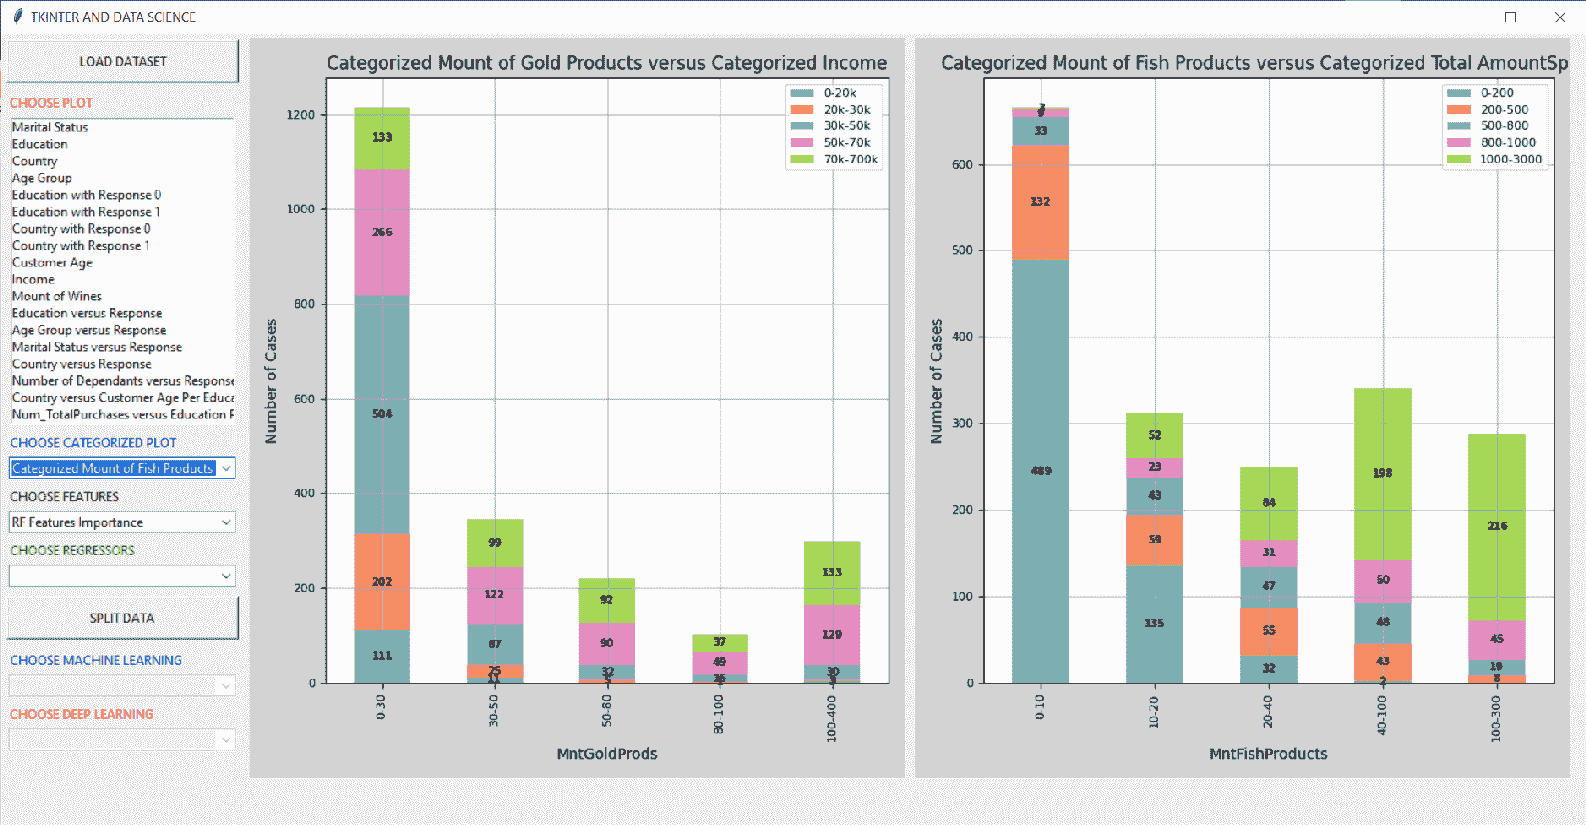 TKINTER AND DATA SCIENCE
LOAD DATASET
CHOOSE PLOT
Marital Status
Education
Country
Age Group
Education with Response 0
Education with Response 1
Country with Response 0
Country with Response 1
Customer Age
Income
Mount of Wines
Education versus Response
Age Group versus Response
Marital Status versus Response
Country versus Response
Number of Dependants versus Response
Country versus Customer Age Per Educa
Num_TotalPurchases versus Education F
CHOOSE CATEGORIZED PLOT
Categorized Mount of Fish Products
CHOOSE FEATURES
RF Features Importance
CHOOSE REGRESSORS
SPLIT DATA
CHOOSE MACHINE LEARNING
CHOOSE DEEP LEARNING
Categorized Mount of Gold Products versus Categorized Income
0-20k
20k-30k
30k-50k
50k-70k
70k-700k
Number of Cases
1200
1000
800
600
400
200
0
133
266
504
202
111
99
122
87
25
11
92
90
32
37
49
133
129
30
0-30
30-50
50-80
80-100
100-400
MntGoldProds
Categorized Mount of Fish Products versus Categorized Total AmountSp
0-200
200-500
500-800
800-1000
1000-3000
Number of Cases
600
500
400
300
200
100
0
33
132
489
52
23
43
59
135
84
31
47
55
32
198
50
46
43
2
216
45
18
8
0-10
10-20
20-40
40-100
100-300
MntFishProducts